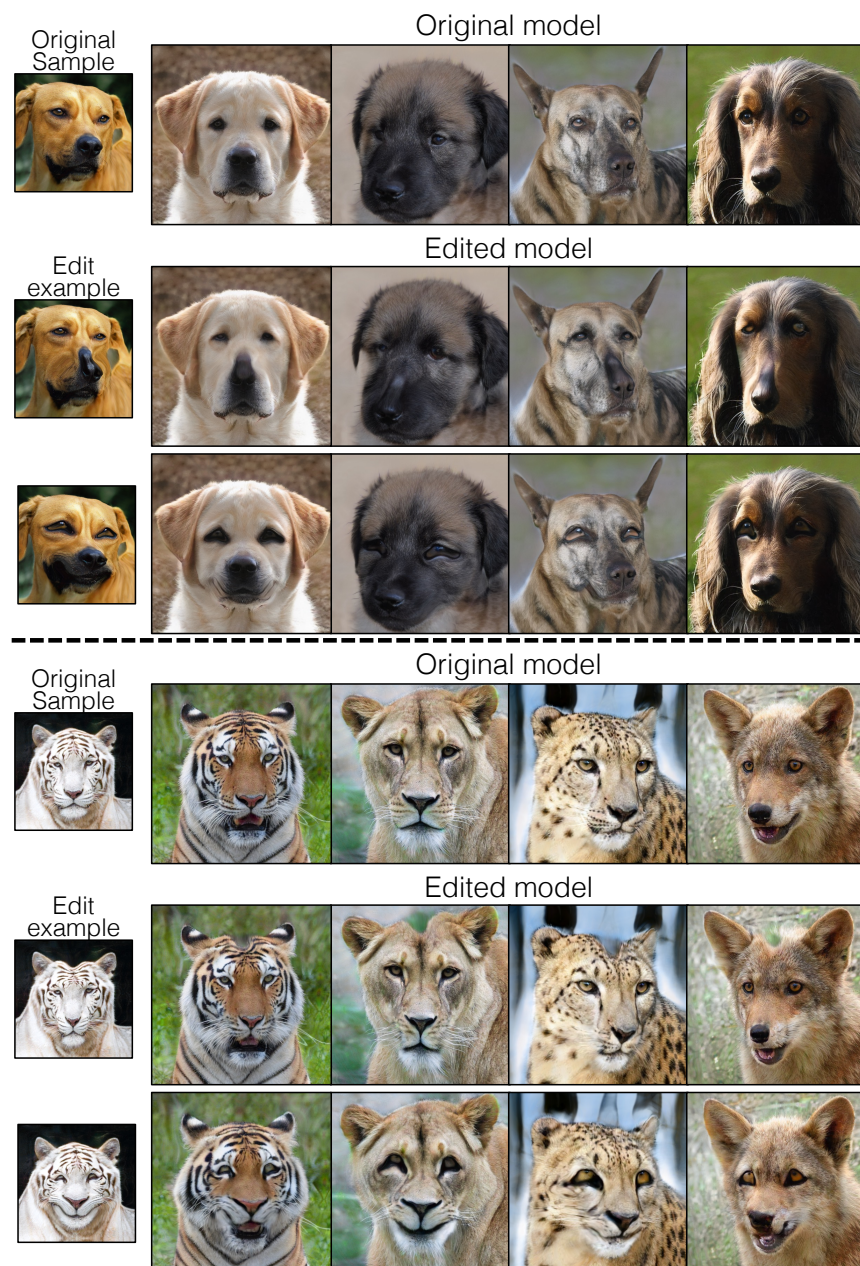 Original model
Original
Sample
Edited model
Edit
example
Original model
Original
Sample
Edited model
Edit
example